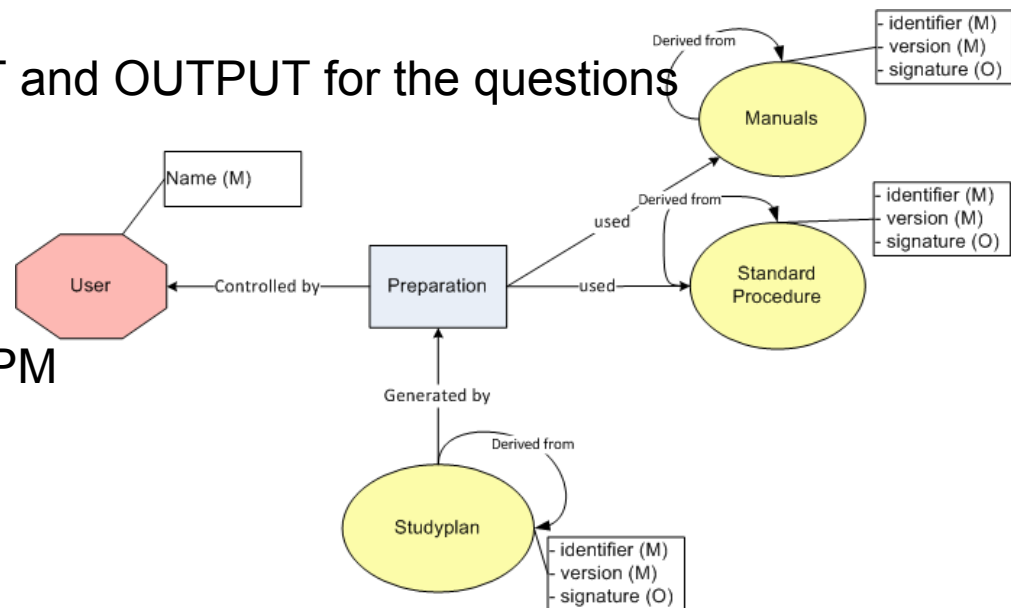 Derived from
- identifier (M)
- version (M)
- signature (O)
T and OUTPUT for the questions
Manuals
Name (M)
used
Derived from
- identifier (M)
- version (M)
- signature (O)
User
Controlled by
Preparation
used
Standard
Procedure
PM
Generated by
Derived from
Studyplan
- identifier (M)
- version (M)
- signature (O)